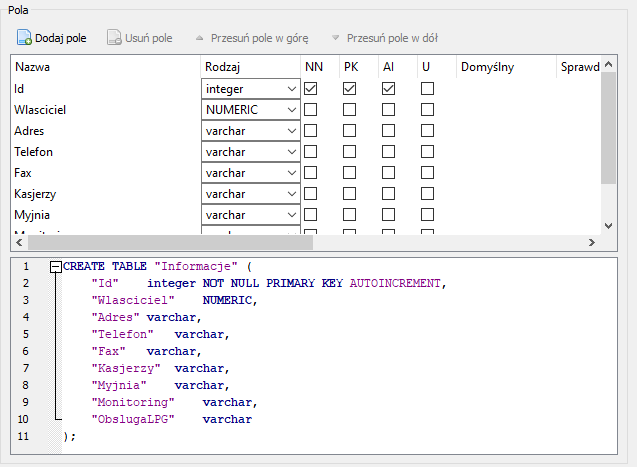 Pola
Dodaj pole Usuń pole Przesuń pole w górę Przesuń pole w dół
Nazwa Rodzaj NN PK AI U Domyślny Sprawd
Id integer
Wlasciciel NUMERIC
Adres varchar
Telefon varchar
Fax varchar
Kasjerzy varchar
Myjnia varchar
1 CREATE TABLE "Informacje" (
2 "Id" integer NOT NULL PRIMARY KEY AUTOINCREMENT,
3 "Wlasciciel" NUMERIC,
4 "Adres" varchar,
5 "Telefon" varchar,
6 "Fax" varchar,
7 "Kasjerzy" varchar,
8 "Myjnia" varchar,
9 "Monitoring" varchar,
10 "ObslugaLPG" varchar
11 );